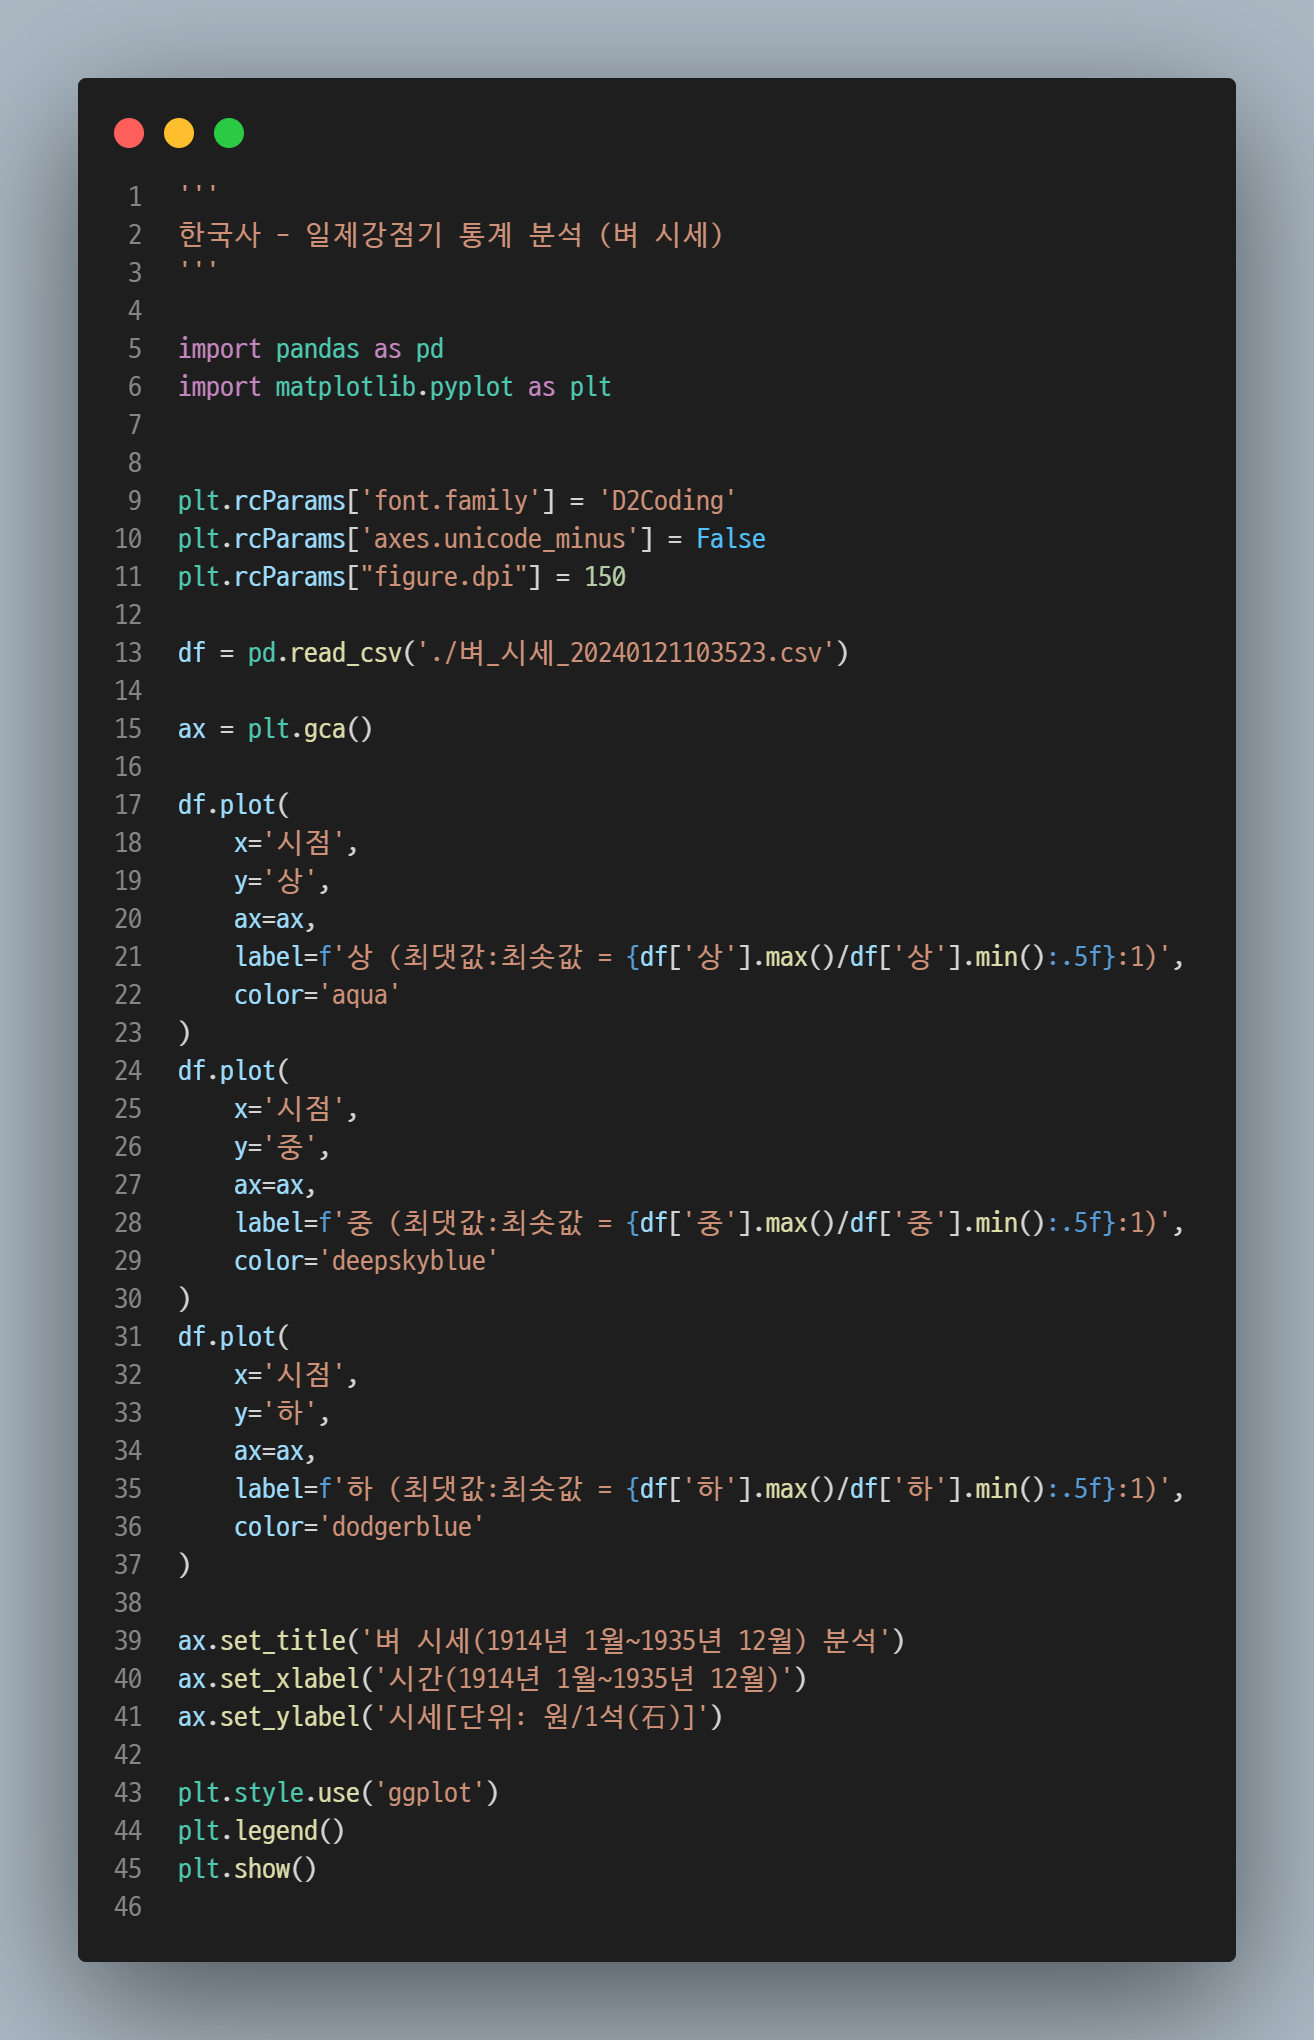 1 '''
2 한국사 - 일제강점기 통계 분석 (벼 시세)
3 '''
4
5 import pandas as pd
6 import matplotlib.pyplot as plt
7
8
9 plt.rcParams['font.family'] = 'D2Coding'
10 plt.rcParams['axes.unicode_minus'] = False
11 plt.rcParams["figure.dpi"] = 150
12
13 df = pd.read_csv('./벼_시세_20240121103523.csv')
14
15 ax = plt.gca()
16
17 df.plot(
18     x='시점',
19     y='상',
20     ax=ax,
21     label=f'상 (최댓값:최솟값 = {df['상'].max()/df['상'].min():.5f}:1)',
22     color='aqua'
23 )
24 df.plot(
25     x='시점',
26     y='중',
27     ax=ax,
28     label=f'중 (최댓값:최솟값 = {df['중'].max()/df['중'].min():.5f}:1)',
29     color='deepskyblue'
30 )
31 df.plot(
32     x='시점',
33     y='하',
34     ax=ax,
35     label=f'하 (최댓값:최솟값 = {df['하'].max()/df['하'].min():.5f}:1)',
36     color='dodgerblue'
37 )
38
39 ax.set_title('벼 시세(1914년 1월~1935년 12월) 분석')
40 ax.set_xlabel('시간(1914년 1월~1935년 12월)')
41 ax.set_ylabel('시세[단위: 원/1석(石)]')
42
43 plt.style.use('ggplot')
44 plt.legend()
45 plt.show()
46